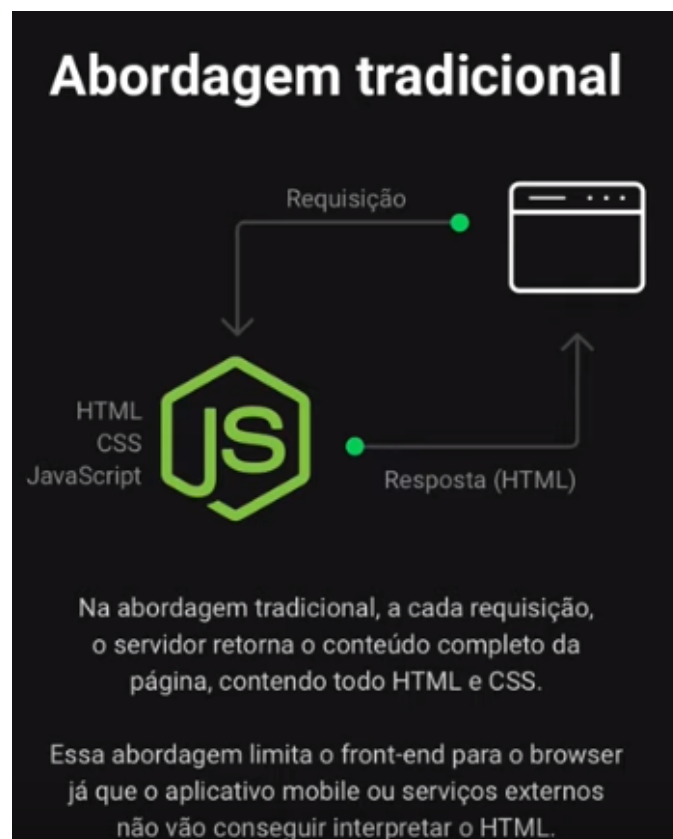 Abordagem tradicional
Requisição
HTML
CSS
JavaScript
JS
Resposta (HTML)
Na abordagem tradicional, a cada requisição,
o servidor retorna o conteúdo completo da
página, contendo todo HTML e CSS.
Essa abordagem limita o front-end para o browser
já que o aplicativo mobile ou serviços externos
não vão conseguir interpretar o HTML.